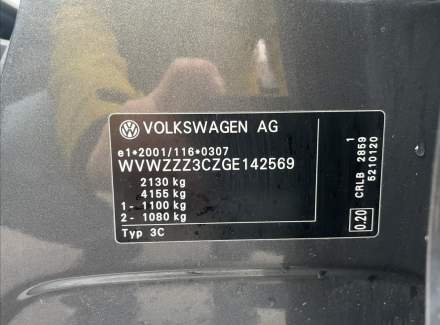 VOLKSWAGEN AG
e1*2001/116*0307
WVWZZZ3CZGE142569
2130 kg
4155 kg
1 - 1100 kg
2 - 1080 kg
Typ 3C
0.20
CRLB 2859 1
5210120